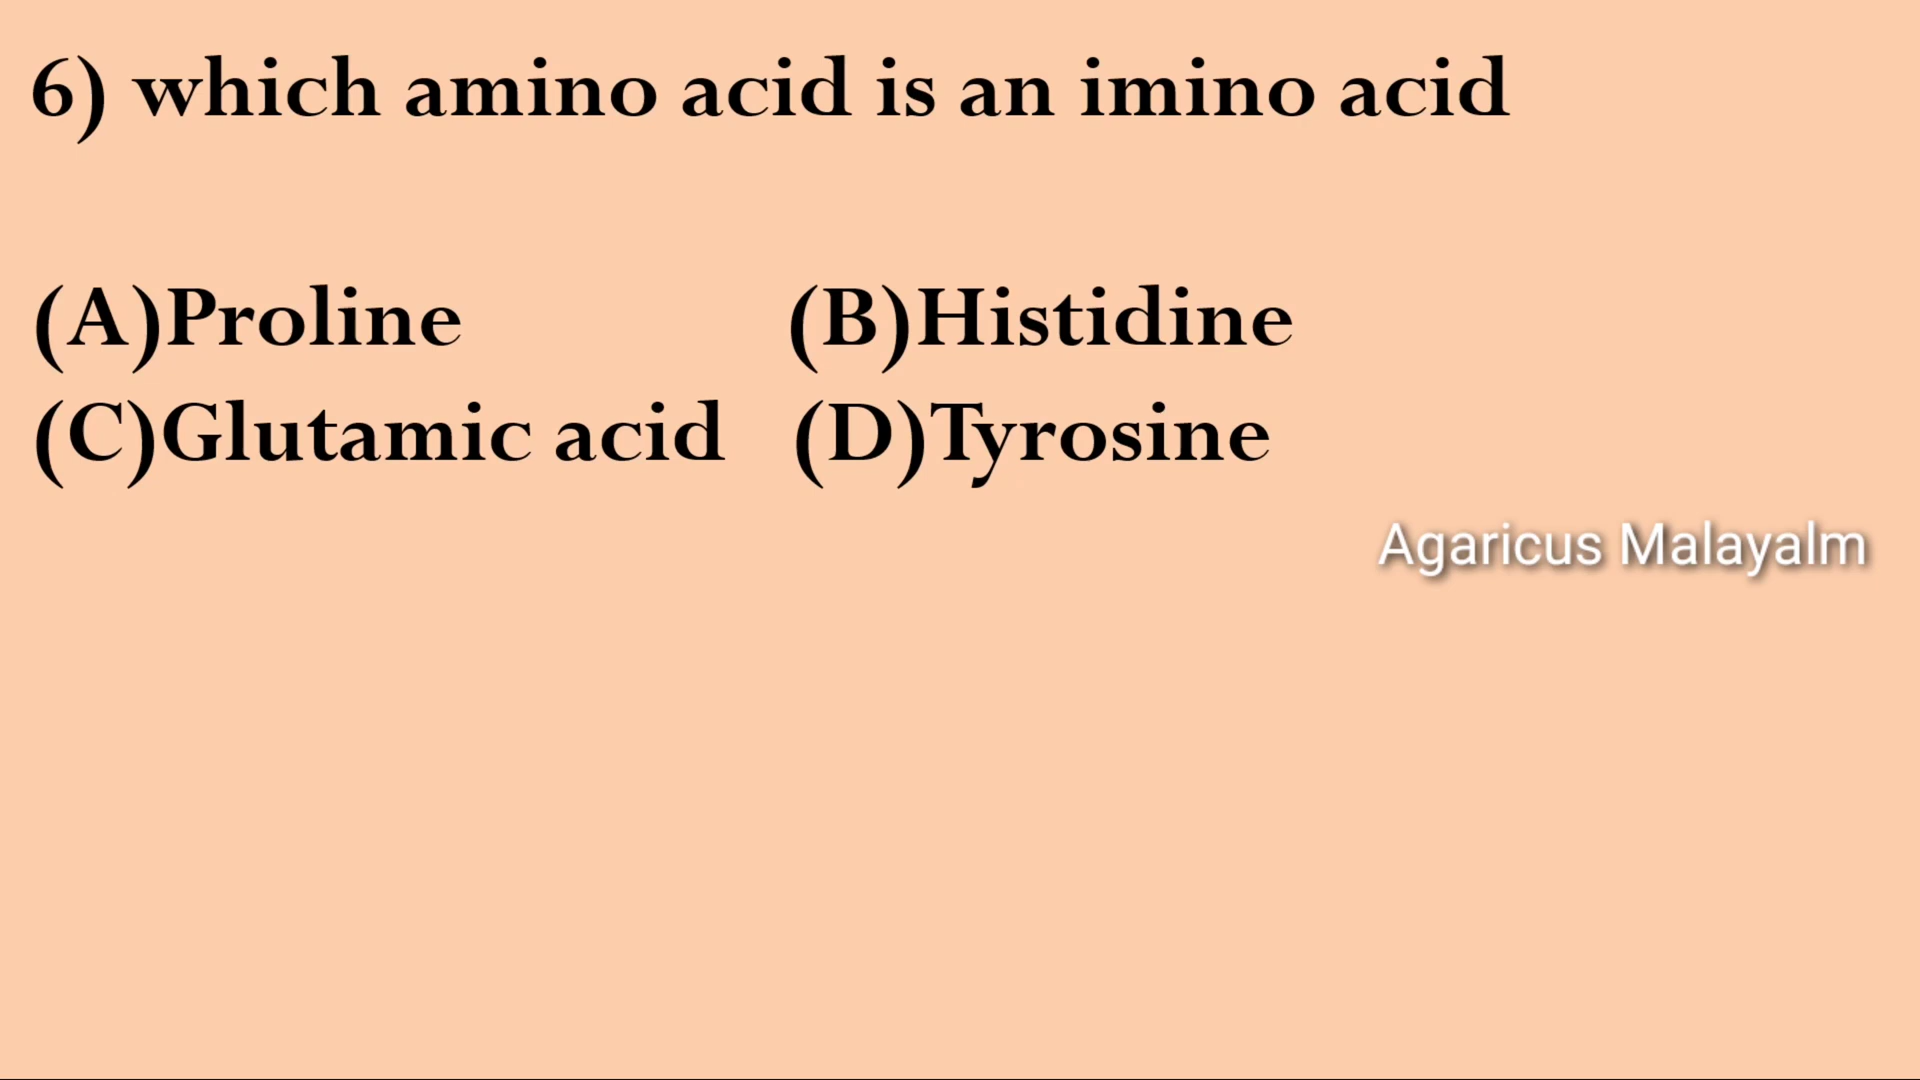 6) which amino acid is an imino acid
(A)Proline (B)Histidine
(C)Glutamic acid (D)Tyrosine
Agaricus Malayalm